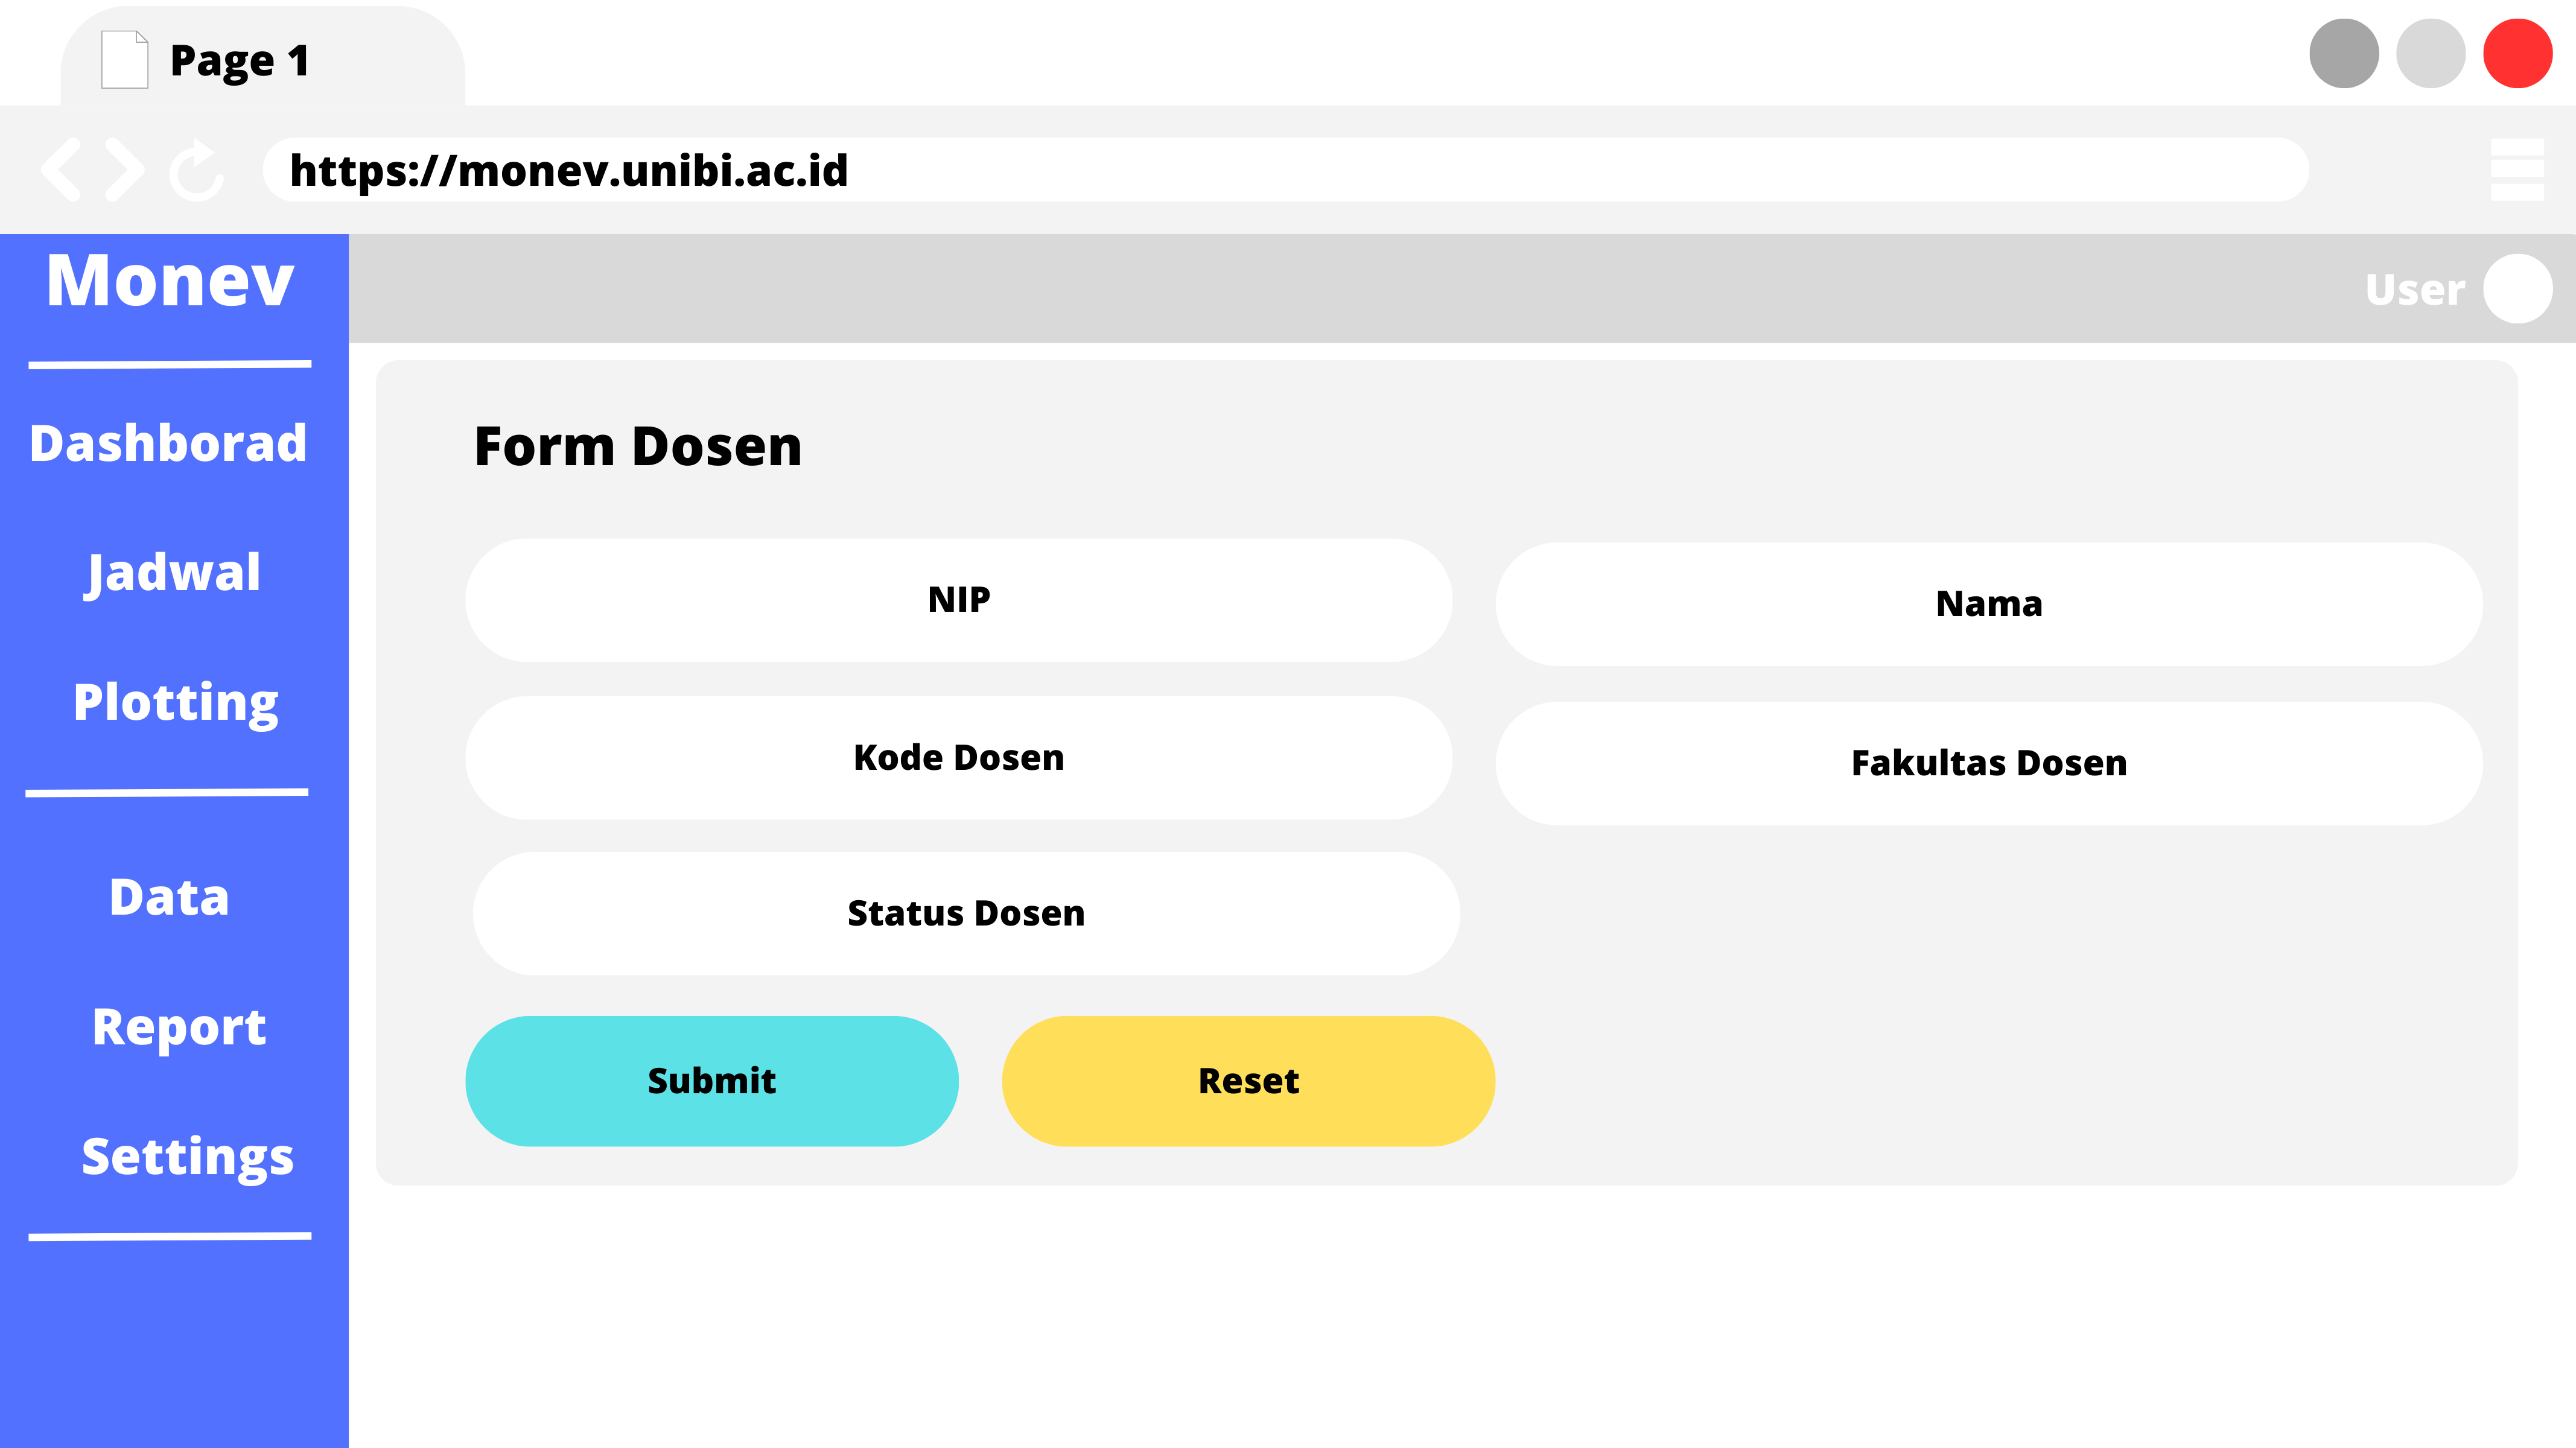 Page 1
https://monev.unibi.ac.id
Monev
User
Dashborad
Jadwal
Plotting
Data
Report
Settings
Form Dosen
NIP
Nama
Kode Dosen
Fakultas Dosen
Status Dosen
Submit
Reset